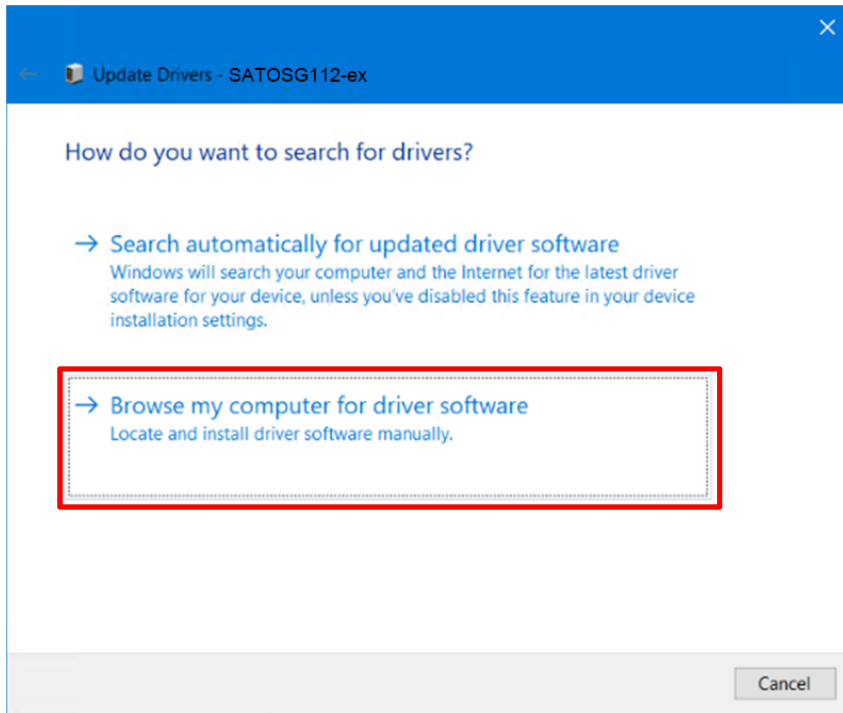 Update Drivers - SATOSG112-ex
How do you want to search for drivers?
Search automatically for updated driver software
Windows will search your computer and the Internet for the latest driver
software for your device, unless you've disabled this feature in your device
installation settings.
Browse my computer for driver software
Locate and install driver software manually.
Cancel